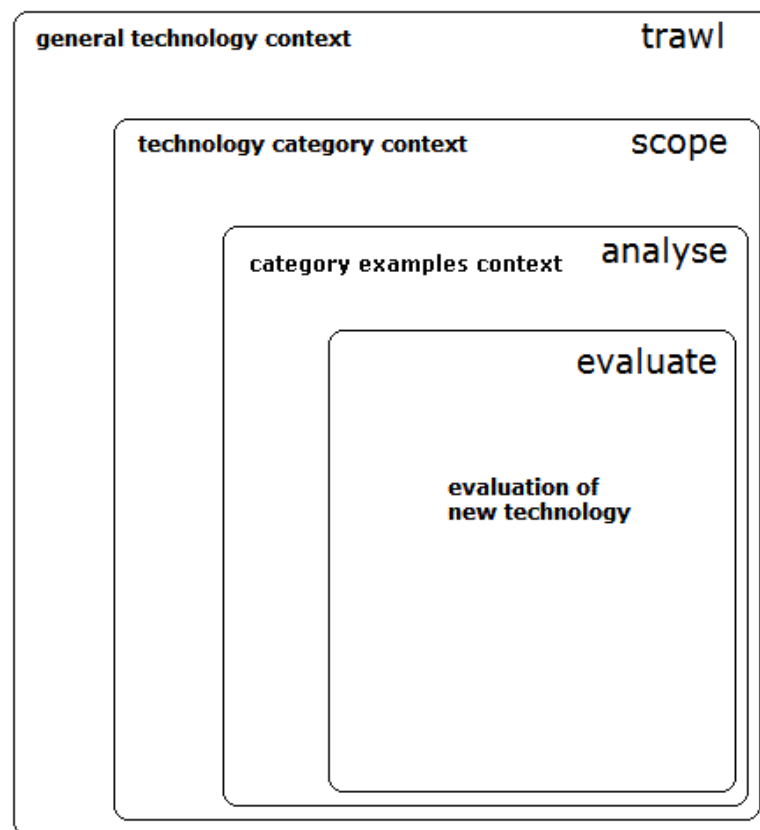 general technology context trawl
technology category context scope
category examples context analyse
evaluate
evaluation of
new technology